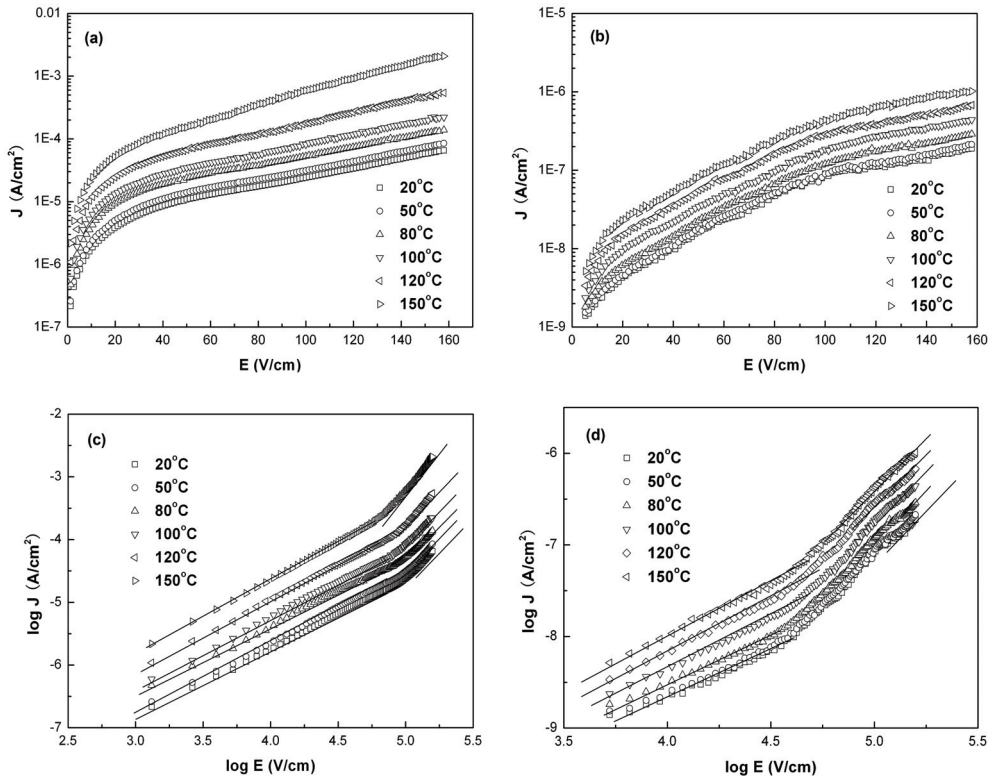 (a)
0.01
1E-3
1E-4
1E-5
1E-6
1E-7
J (A/cm²)
0 20 40 60 80 100 120 140 160
E (V/cm)
20°C
50°C
80°C
100°C
120°C
150°C
(b)
1E-5
1E-6
1E-7
1E-8
1E-9
J (A/cm²)
0 20 40 60 80 100 120 140 160
E (V/cm)
20°C
50°C
80°C
100°C
120°C
150°C
(c)
-2
-3
-4
-5
-6
-7
log J (A/cm²)
2.5 3.0 3.5 4.0 4.5 5.0 5.5
log E (V/cm)
20°C
50°C
80°C
100°C
120°C
150°C
(d)
-6
-7
-8
-9
log J (A/cm²)
3.5 4.0 4.5 5.0 5.5
log E (V/cm)
20°C
50°C
80°C
100°C
120°C
150°C